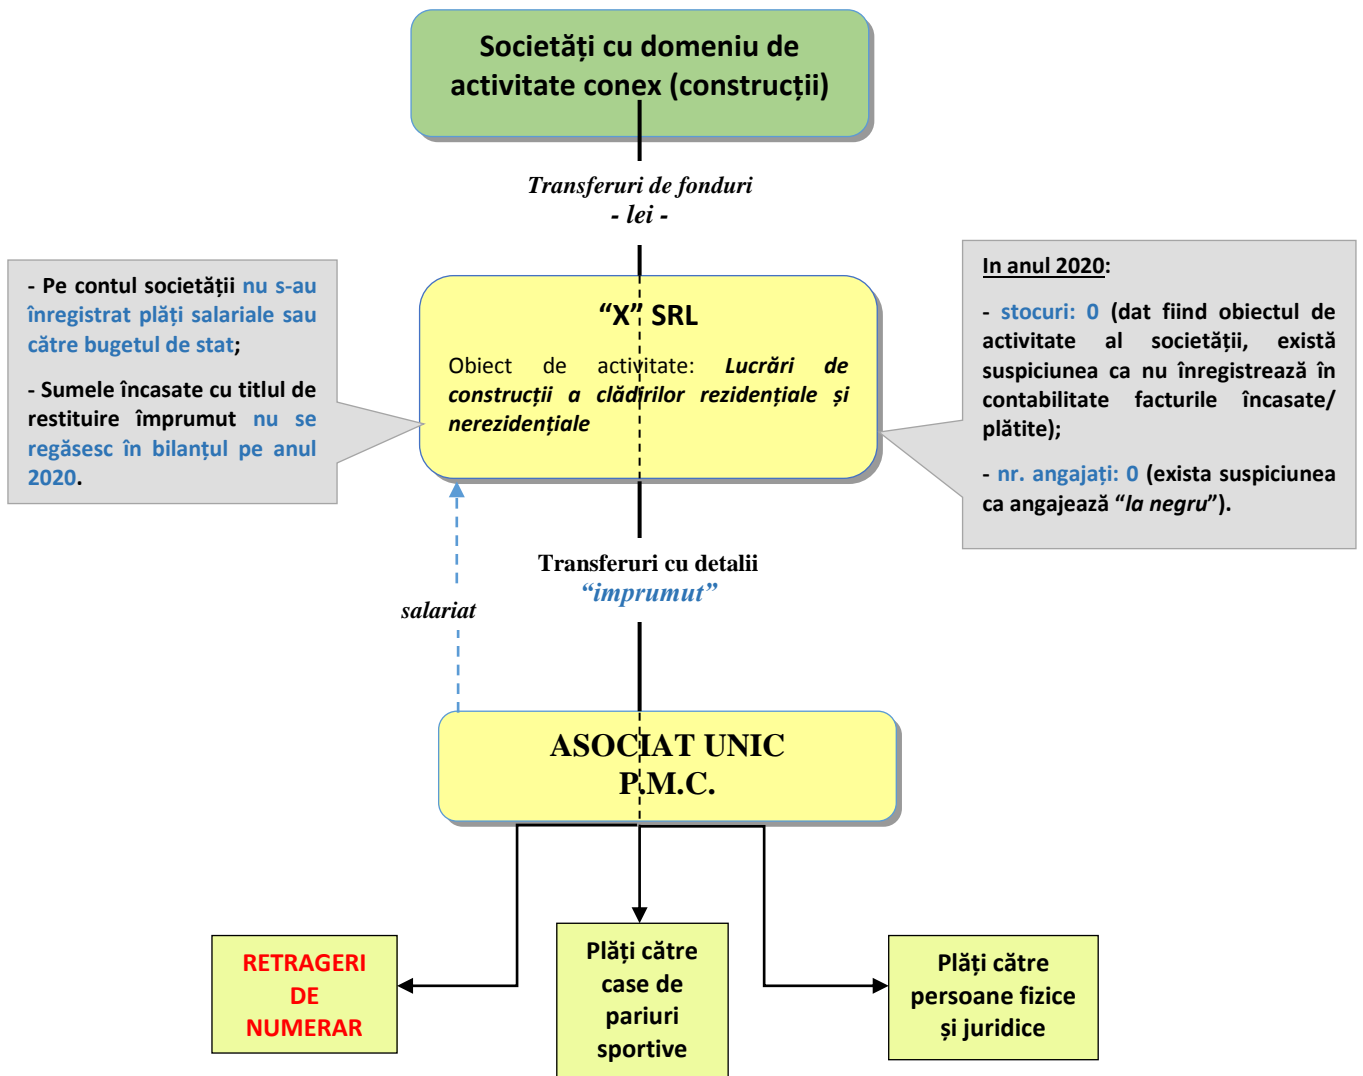 Societăți cu domeniu de
activitate conex (construcții)
Transferuri de fonduri
- lei -
- Pe contul societății nu s-au
înregistrat plăți salariale sau
către bugetul de stat;
- Sumele încasate cu titlul de
restituire împrumut nu se
regăsesc în bilanțul pe anul
2020.
“X” SRL
Obiect de activitate: Lucrări de
construcții a clădirilor rezidențiale și
nerezidențiale
In anul 2020:
- stocuri: 0 (dat fiind obiectul de
activitate al societății, există
suspiciunea ca nu înregistrează în
contabilitate facturile încasate/
plătite);
- nr. angajați: 0 (exista suspiciunea
ca angajează “la negru”).
Transferuri cu detalii
“imprumut”
salariat
ASOCIAT UNIC
P.M.C.
RETRAGERI
DE
NUMERAR
Plăți către
case de
pariuri
sportive
Plăți către
persoane fizice
și juridice